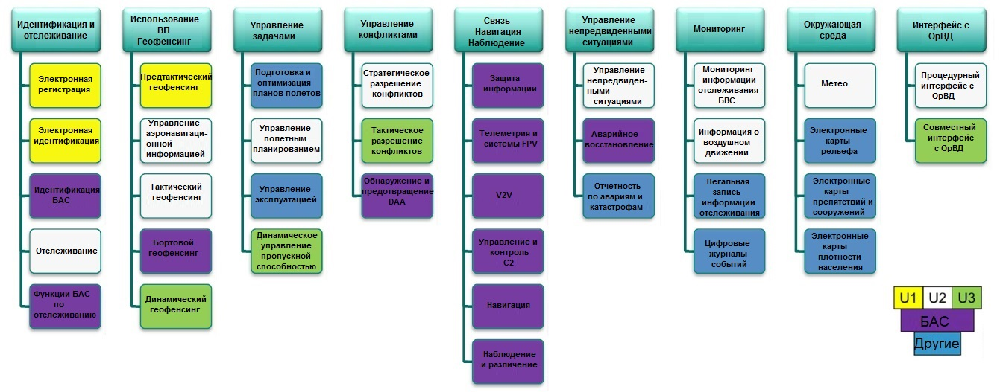 Идентификация и
отслеживание
Электронная
регистрация
Электронная
идентификация
Идентификация
БАС
Отслеживание
Функции БАС
по
отслеживанию
Использование
ВП
Геофенсинг
Предтактический
геофенсинг
Управление
аэронавигаци-
онной
информацией
Тактический
геофенсинг
Бортовой
геофенсинг
Динамический
геофенсинг
Управление
задачами
Подготовка и
оптимизация
планов полетов
Управление
полетным
планированием
Управление
эксплуатацией
Динамическое
управление
пропускной
способностью
Управление
конфликтами
Стратегическое
разрешение
конфликтов
Тактическое
разрешение
конфликтов
Обнаружение и
предотвращение
DAA
Связь
Навигация
Наблюдение
Защита
информации
Телеметрия и
системы FPV
V2V
Управление и
контроль
C2
Навигация
Наблюдение
и различение
Управление
непредвиденными
ситуациями
Управление
непредвиден-
ными
ситуациями
Аварийное
восстановление
Отчетность
по авариям и
катастрофам
Мониторинг
Мониторинг
информации
отслеживания
БВС
Информация о
воздушном
движении
Легальная
запись
информации
отслеживания
Цифровые
журналы
событий
Окружающая
среда
Метео
Электронные
карты
рельефа
Электронные
карты
препятствий и
сооружений
Электронные
карты
плотности
населения
Интерфейс с
ОрВД
Процедурный
интерфейс с
ОрВД
Совместный
интерфейс
с ОрВД
U1 U2 U3
БАС
Другие